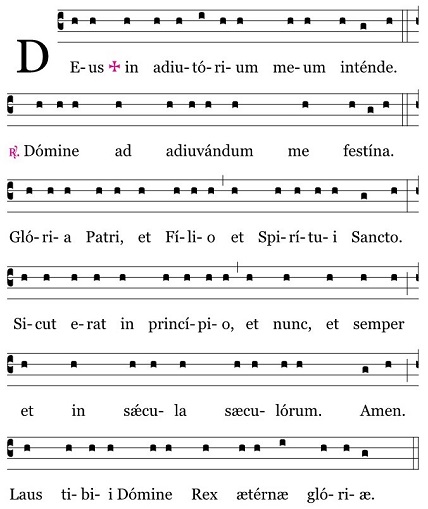 DE-us ✠ in adiu-tó-ri-um me-um inténde.
℟. Dómine ad adiuvándum me festína.
Gló-ri-a Patri, et Fí-li-o et Spi-rí-tu-i Sancto.
Si-cut e-rat in princí-pi-o, et nunc, et semper
et in sǽcu-la sæcu-lórum. Amen.
Laus ti-bi-i Dómine Rex ætérnæ gló-ri-æ.